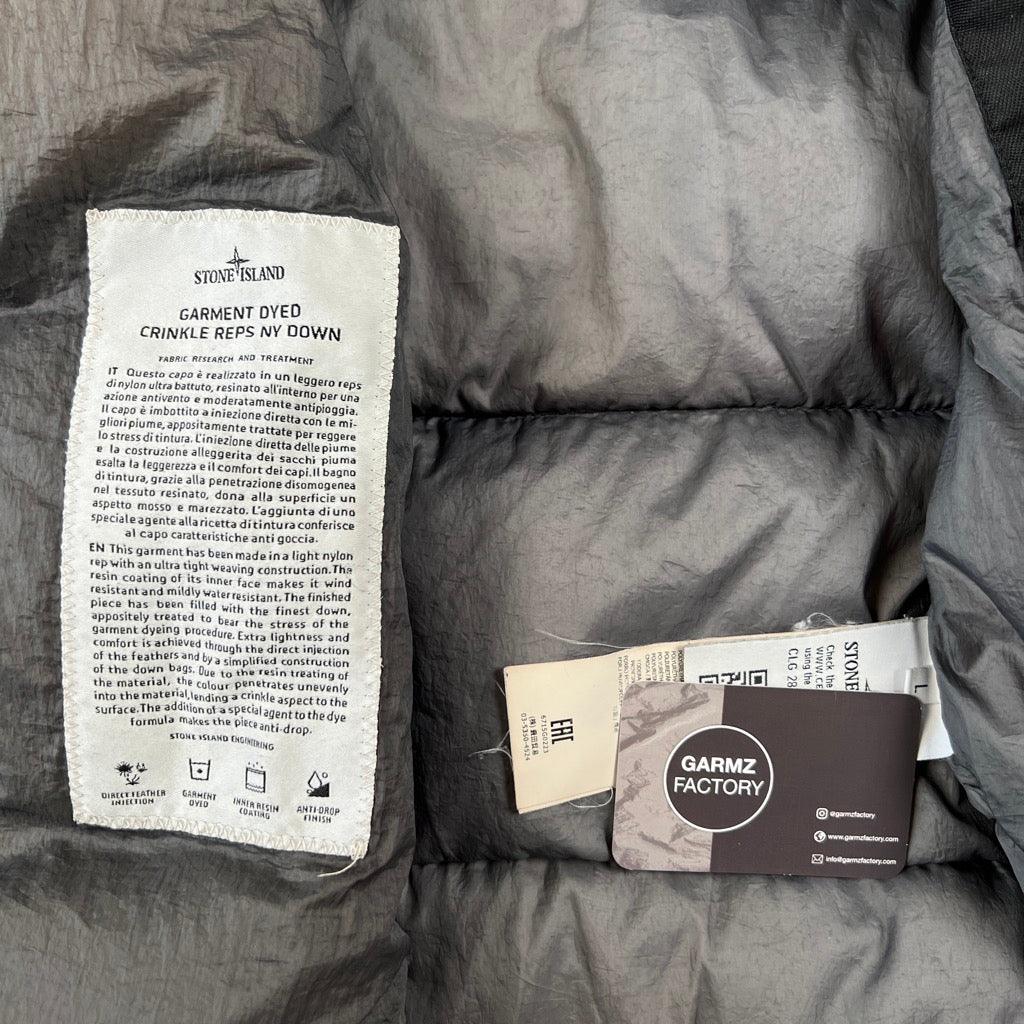 STONE ISLAND
GARMENT DYED
CRINKLE REPS NY DOWN
FABRIC RESEARCH AND TREATMENT
IT Questo capo è realizzato in un leggero reps
di nylon ultra battuto, resinato all'interno per una
azione antivento e moderatamente antipioggia.
Il capo è imbottito a iniezione diretta con le mi-
gliori piume, appositamente trattate per reggere
lo stress di tintura. L'iniezione diretta delle piume
e la costruzione alleggerita dei sacchi piuma
esalta la leggerezza e il comfort dei capi. Il bagno
di tintura, grazie alla penetrazione disomogenea
nel tessuto resinato, dona alla superficie un
aspetto mosso e marezzato. L'aggiunta di uno
speciale agente alla ricetta di tintura conferisce
al capo caratteristiche anti goccia.
EN This garment has been made in a light nylon
rep with an ultra tight weaving construction. The
resin coating of its inner face makes it wind
resistant and mildly water resistant. The finished
piece has been filled with the finest down,
appositely treated to bear the stress of the
garment dyeing procedure. Extra lightness and
comfort is achieved through the direct injection
of the feathers and by a simplified construction
of the down bags. Due to the resin treating of
the material, the colour penetrates unevenly
into the material, lending a crinkle aspect to the
surface. The addition of a special agent to the dye
formula makes the piece anti-drop.
STONE ISLAND ENGINEERING
DIRECT FEATHER
INJECTION
GARMENT
DYED
INNER RESIN
COATING
ANTI-DROP
FINISH
EAC
6715G0223
03-5350-4524
STONE
Check the
WWW.CE
using the
CLG 28
L
GARMZ
FACTORY
@garmzfactory
www.garmzfactory.com
info@garmzfactory.com